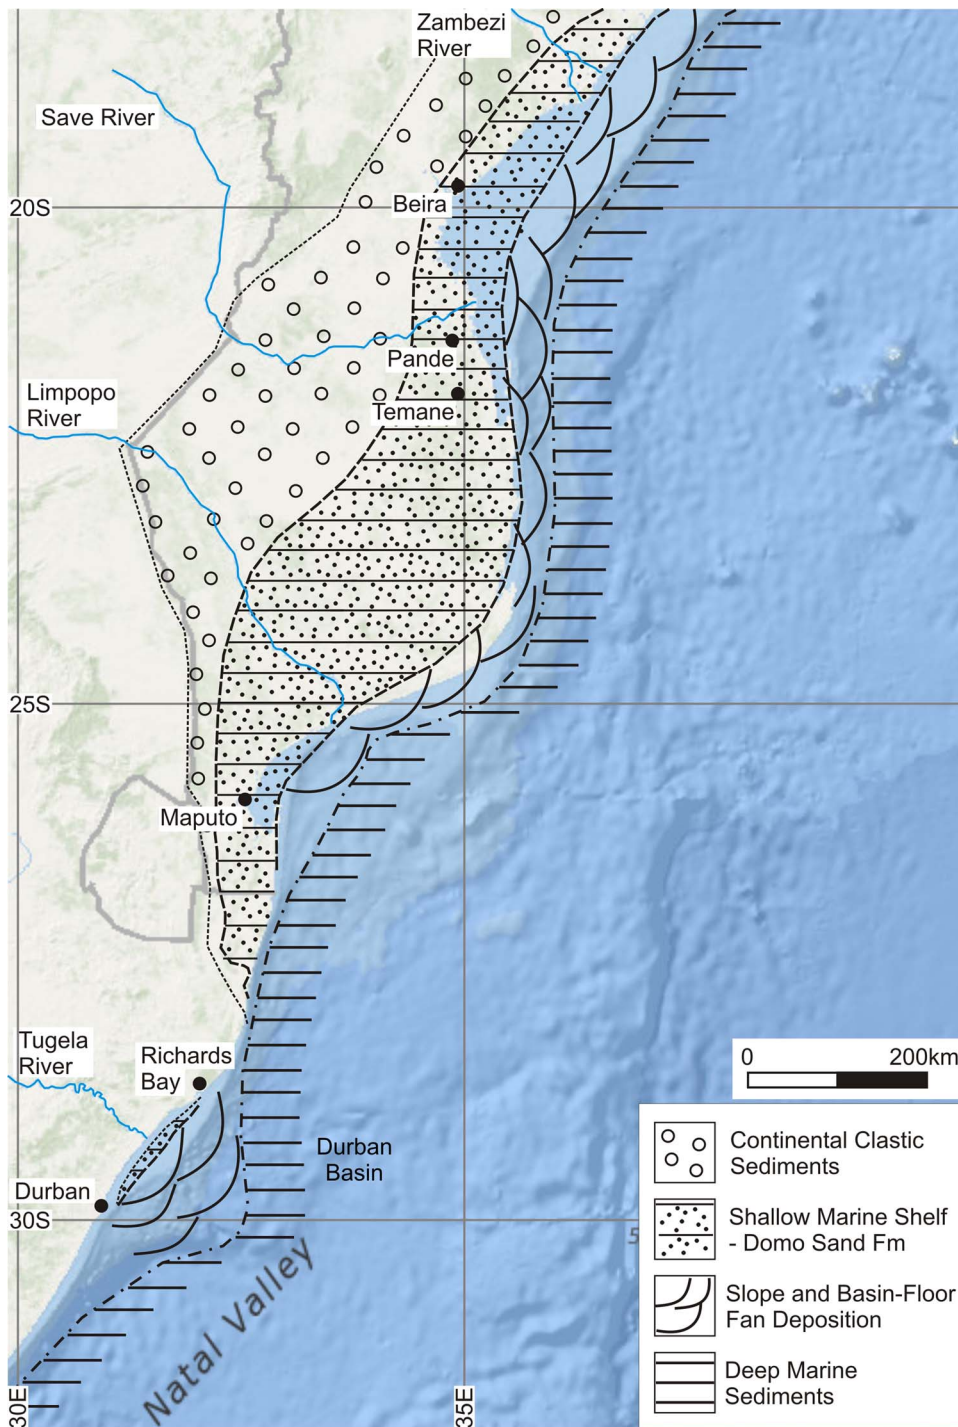 Zambezi
River
Save River
Beira
20S
Pande
Limpopo
River
Temane
25S
Maputo
Tugela
River
Richards
Bay
0 200km
Durban
Basin
Durban
30S
5
Natal Valley
30E
35E
Continental Clastic
Sediments
Shallow Marine Shelf
- Domo Sand Fm
Slope and Basin-Floor
Fan Deposition
Deep Marine
Sediments